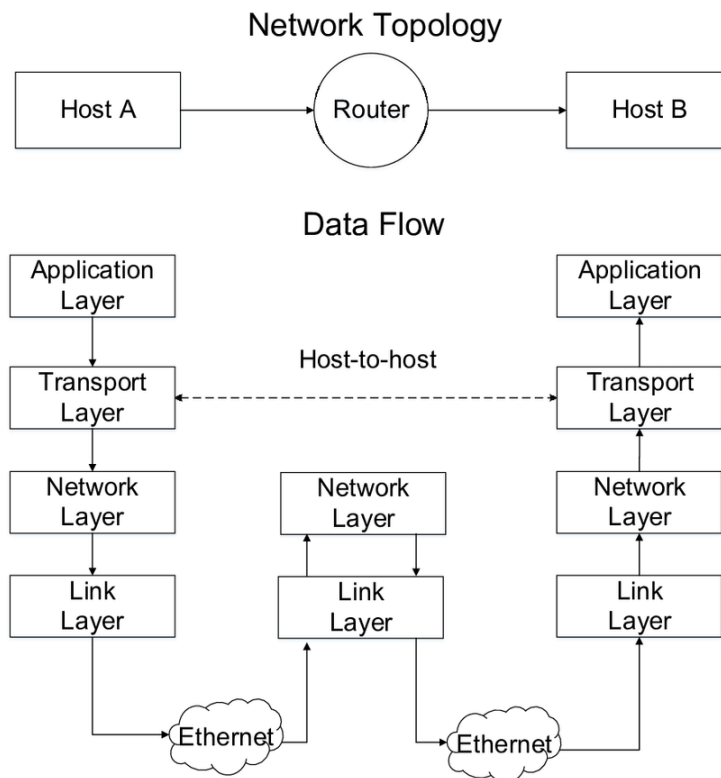 Network Topology
Host A
Router
Host B
Data Flow
Application
Layer
Application
Layer
Host-to-host
Transport
Layer
Transport
Layer
Network
Layer
Network
Layer
Network
Layer
Link
Layer
Link
Layer
Link
Layer
Ethernet
Ethernet